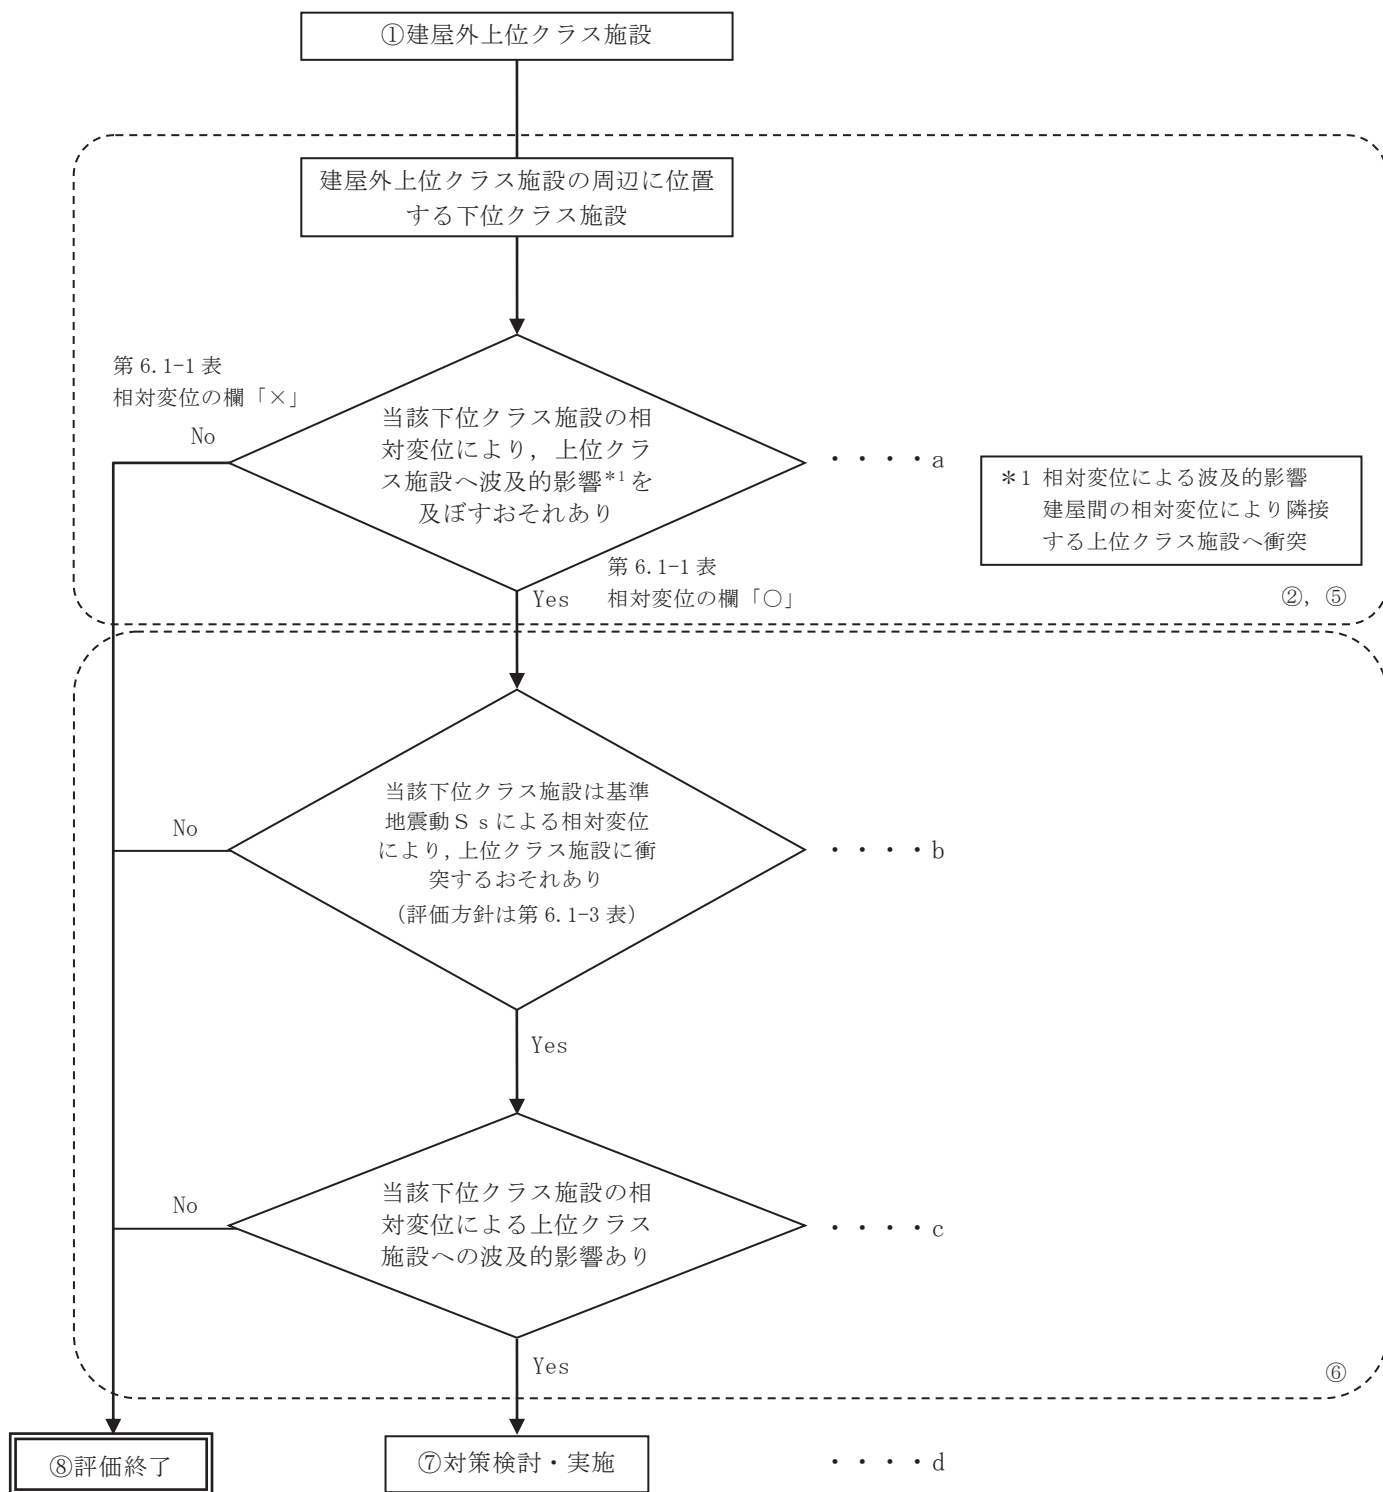 ①建屋外上位クラス施設
建屋外上位クラス施設の周辺に位置
する下位クラス施設
第 6.1-1 表
相対変位の欄「×」
No
当該下位クラス施設の相
対変位により，上位クラ
ス施設へ波及的影響*1を
及ぼすおそれあり
・・・・a
＊1 相対変位による波及的影響
建屋間の相対変位により隣接
する上位クラス施設へ衝突
第 6.1-1 表
相対変位の欄「○」
Yes
②，⑤
当該下位クラス施設は基準
地震動Ｓｓによる相対変位
により，上位クラス施設に衝
突するおそれあり
（評価方針は第 6.1-3 表）
No
・・・・b
Yes
当該下位クラス施設の相
対変位による上位クラス
施設への波及的影響あり
No
・・・・c
Yes
⑥
⑧評価終了
⑦対策検討・実施
・・・・d